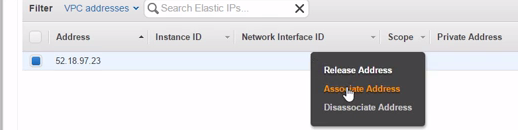 Filter VPC addresses Search Elastic IPs...
Address Instance ID Network Interface ID Scope Private Address
52.18.97.23
Release Address
Associate Address
Disassociate Address